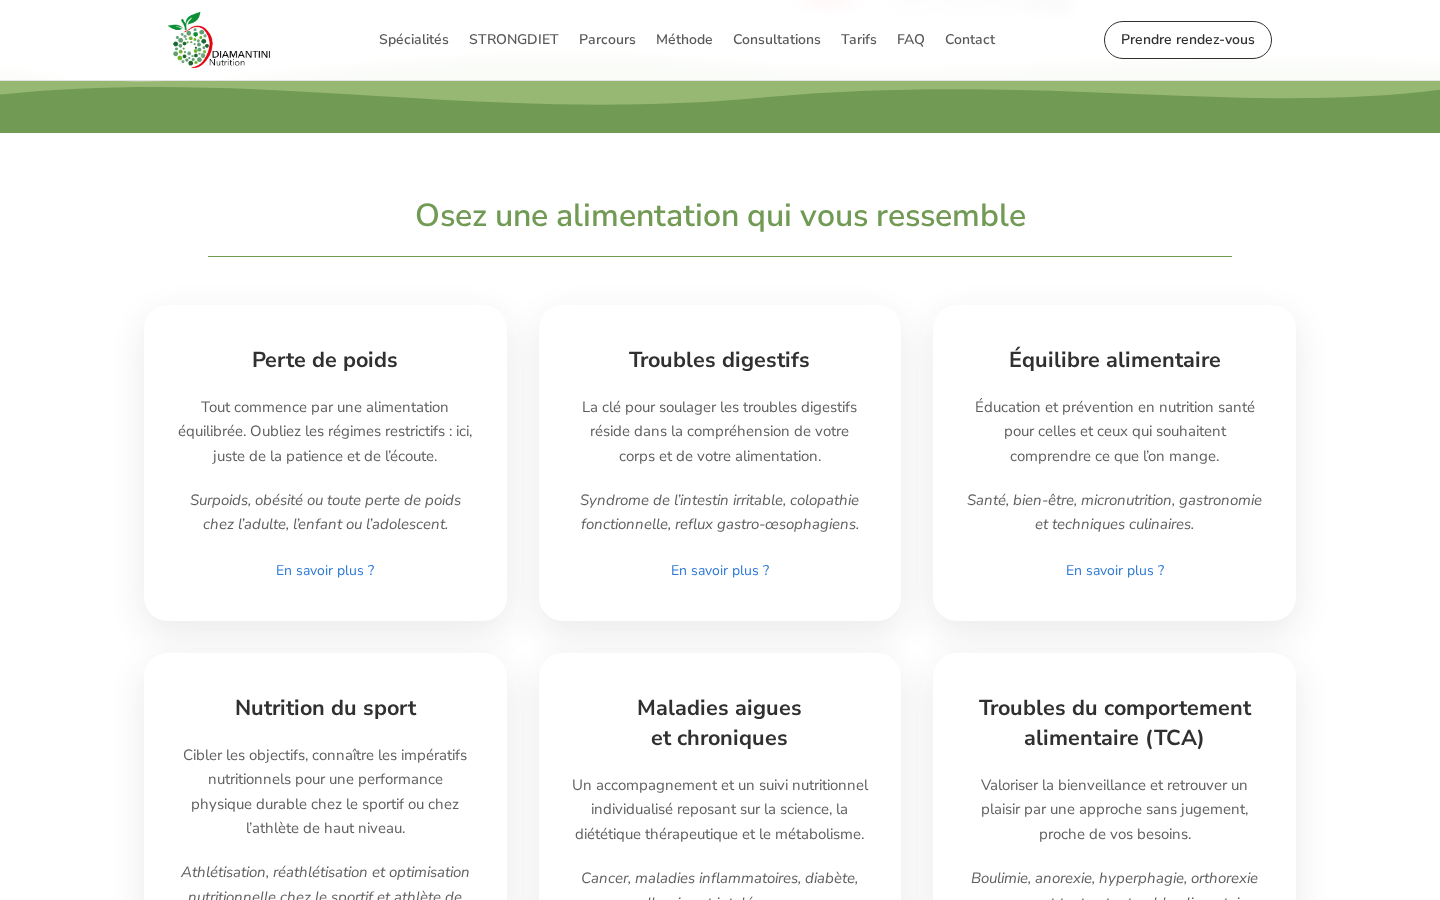 DIAMANTINI
Nutrition
Spécialités STRONGDIET Parcours Méthode Consultations Tarifs FAQ Contact
Prendre rendez-vous
Osez une alimentation qui vous ressemble
Perte de poids
Tout commence par une alimentation
équilibrée. Oubliez les régimes restrictifs : ici,
juste de la patience et de l’écoute.
Surpoids, obésité ou toute perte de poids
chez l’adulte, l’enfant ou l’adolescent.
En savoir plus ?
Troubles digestifs
La clé pour soulager les troubles digestifs
réside dans la compréhension de votre
corps et de votre alimentation.
Syndrome de l’intestin irritable, colopathie
fonctionnelle, reflux gastro-œsophagiens.
En savoir plus ?
Équilibre alimentaire
Éducation et prévention en nutrition santé
pour celles et ceux qui souhaitent
comprendre ce que l’on mange.
Santé, bien-être, micronutrition, gastronomie
et techniques culinaires.
En savoir plus ?
Nutrition du sport
Cibler les objectifs, connaître les impératifs
nutritionnels pour une performance
physique durable chez le sportif ou chez
l’athlète de haut niveau.
Athlétisation, réathlétisation et optimisation
nutritionnelle chez le sportif et athlète de
Maladies aigues
et chroniques
Un accompagnement et un suivi nutritionnel
individualisé reposant sur la science, la
diététique thérapeutique et le métabolisme.
Cancer, maladies inflammatoires, diabète,
Troubles du comportement
alimentaire (TCA)
Valoriser la bienveillance et retrouver un
plaisir par une approche sans jugement,
proche de vos besoins.
Boulimie, anorexie, hyperphagie, orthorexie